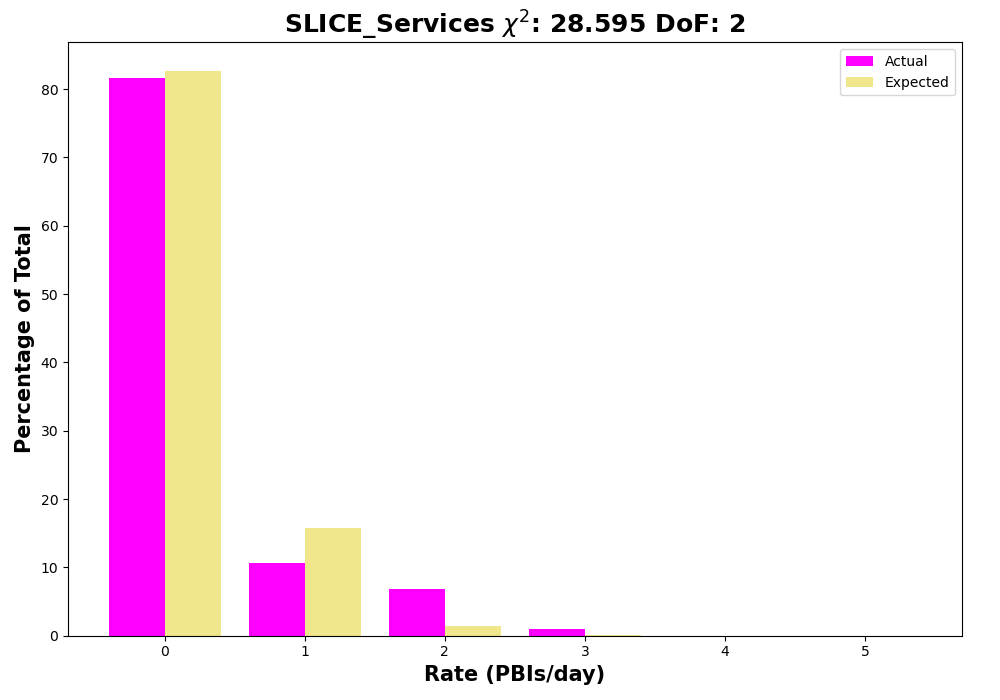 SLICE_Services χ²: 28.595 DoF: 2
Actual
Expected
Percentage of Total
80
70
60
50
40
30
20
10
0
0 1 2 3 4 5
Rate (PBIs/day)